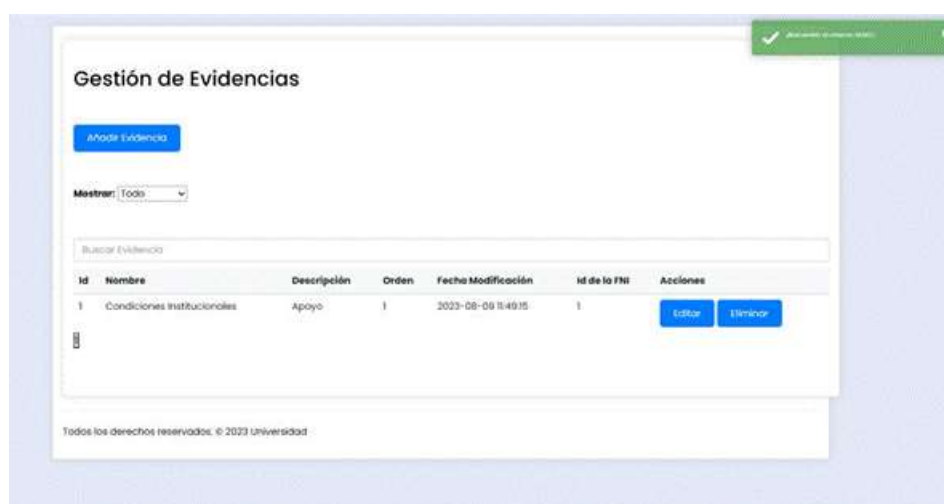 Gestión de Evidencias
Añadir Evidencia
Mostrar: Todo
Buscar Evidencia
Id Nombre Descripción Orden Fecha Modificación Id de la FNI Acciones
1 Condiciones Institucionales Apoyo 1 2023-08-09 11:49:15 1 Editar Eliminar
Todos los derechos reservados. © 2023 Universidad